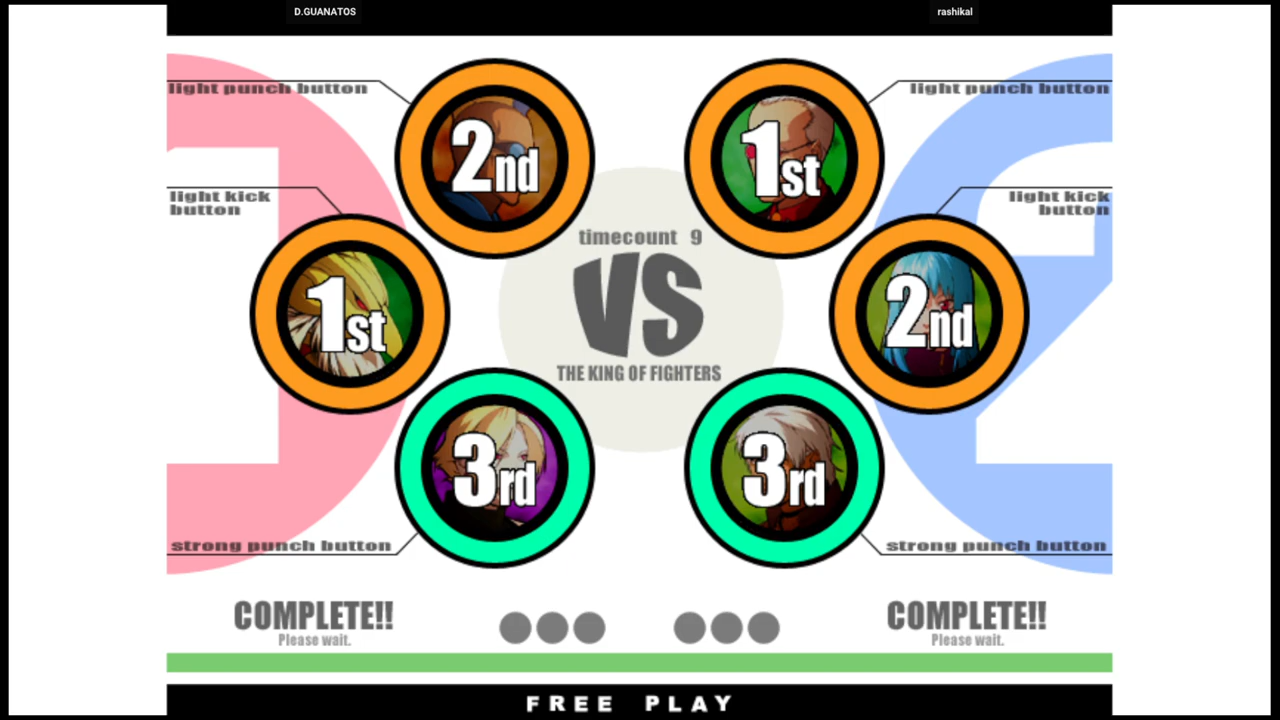 D.GUANATOS
rashikal
light punch button
light punch button
2nd
1st
light kick
button
light kick
button
timecount 9
1st
VS
2nd
THE KING OF FIGHTERS
3rd
3rd
strong punch button
strong punch button
COMPLETE!!
Please wait.
COMPLETE!!
Please wait.
FREE PLAY